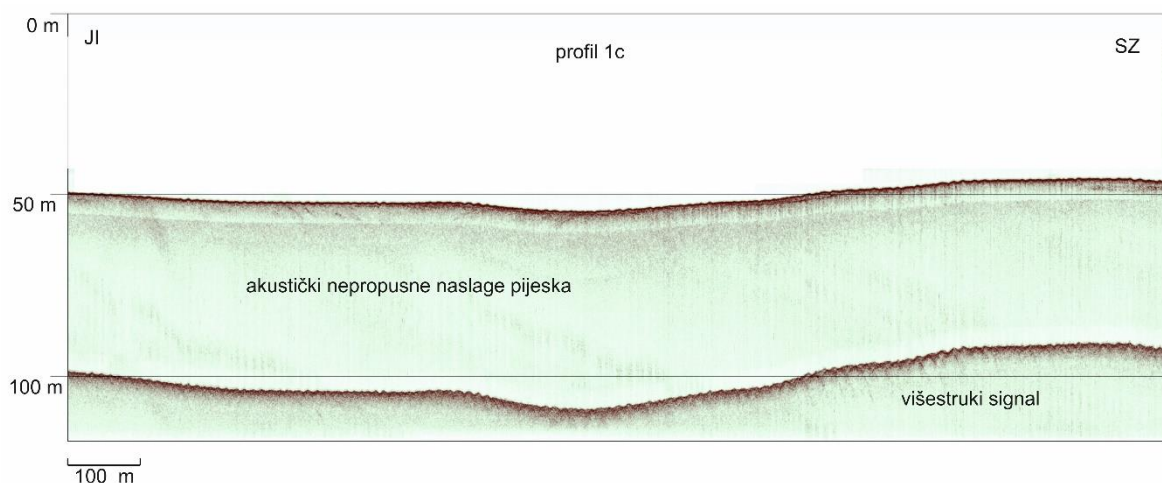 0 m
JI
profil 1c
SZ
50 m
akustički nepropusne naslage pijeska
100 m
višestruki signal
100 m